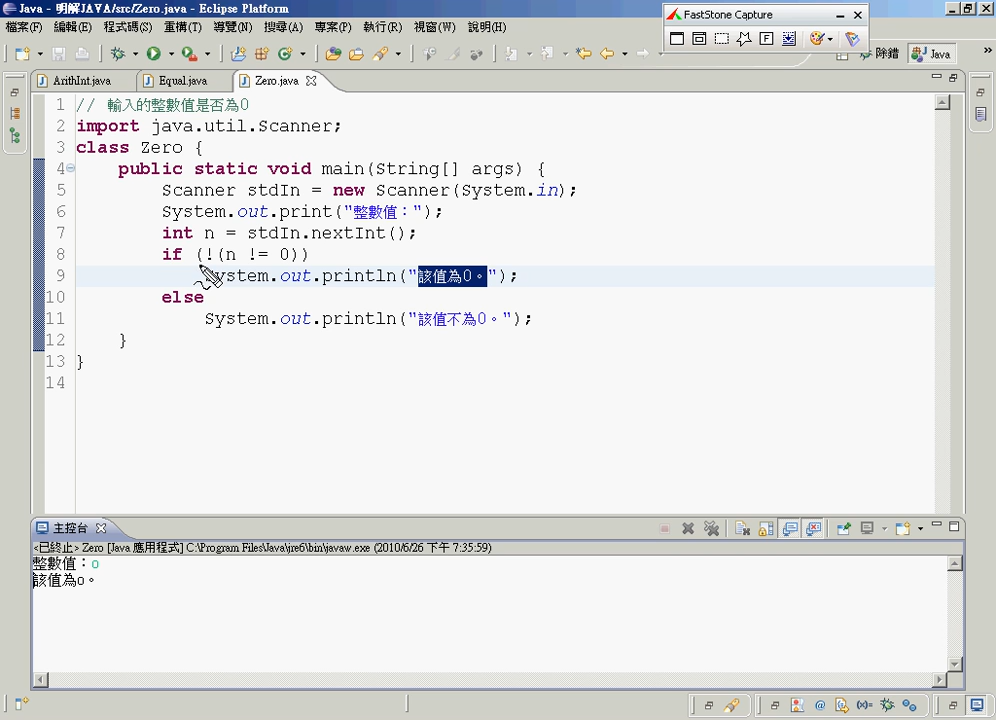 Java - 明解JAVA/src/Zero.java - Eclipse Platform
FastStone Capture
檔案(F) 編輯(E) 程式碼(S) 重構(T) 導覽(N) 搜尋(A) 專案(P) 執行(R) 視窗(W) 說明(H)
除錯 Java
ArithInt.java Equal.java Zero.java
1 // 輸入的整數值是否為0
2 import java.util.Scanner;
3 class Zero {
4 public static void main(String[] args) {
5 Scanner stdIn = new Scanner(System.in);
6 System.out.print("整數值：");
7 int n = stdIn.nextInt();
8 if (!(n != 0))
9 System.out.println("該值為0。");
10 else
11 System.out.println("該值不為0。");
12 }
13 }
14
主控台
<已終止> Zero [Java 應用程式] C:\Program Files\Java\jre6\bin\javaw.exe (2010/6/26 下午 7:35:59)
整數值：0
該值為0。